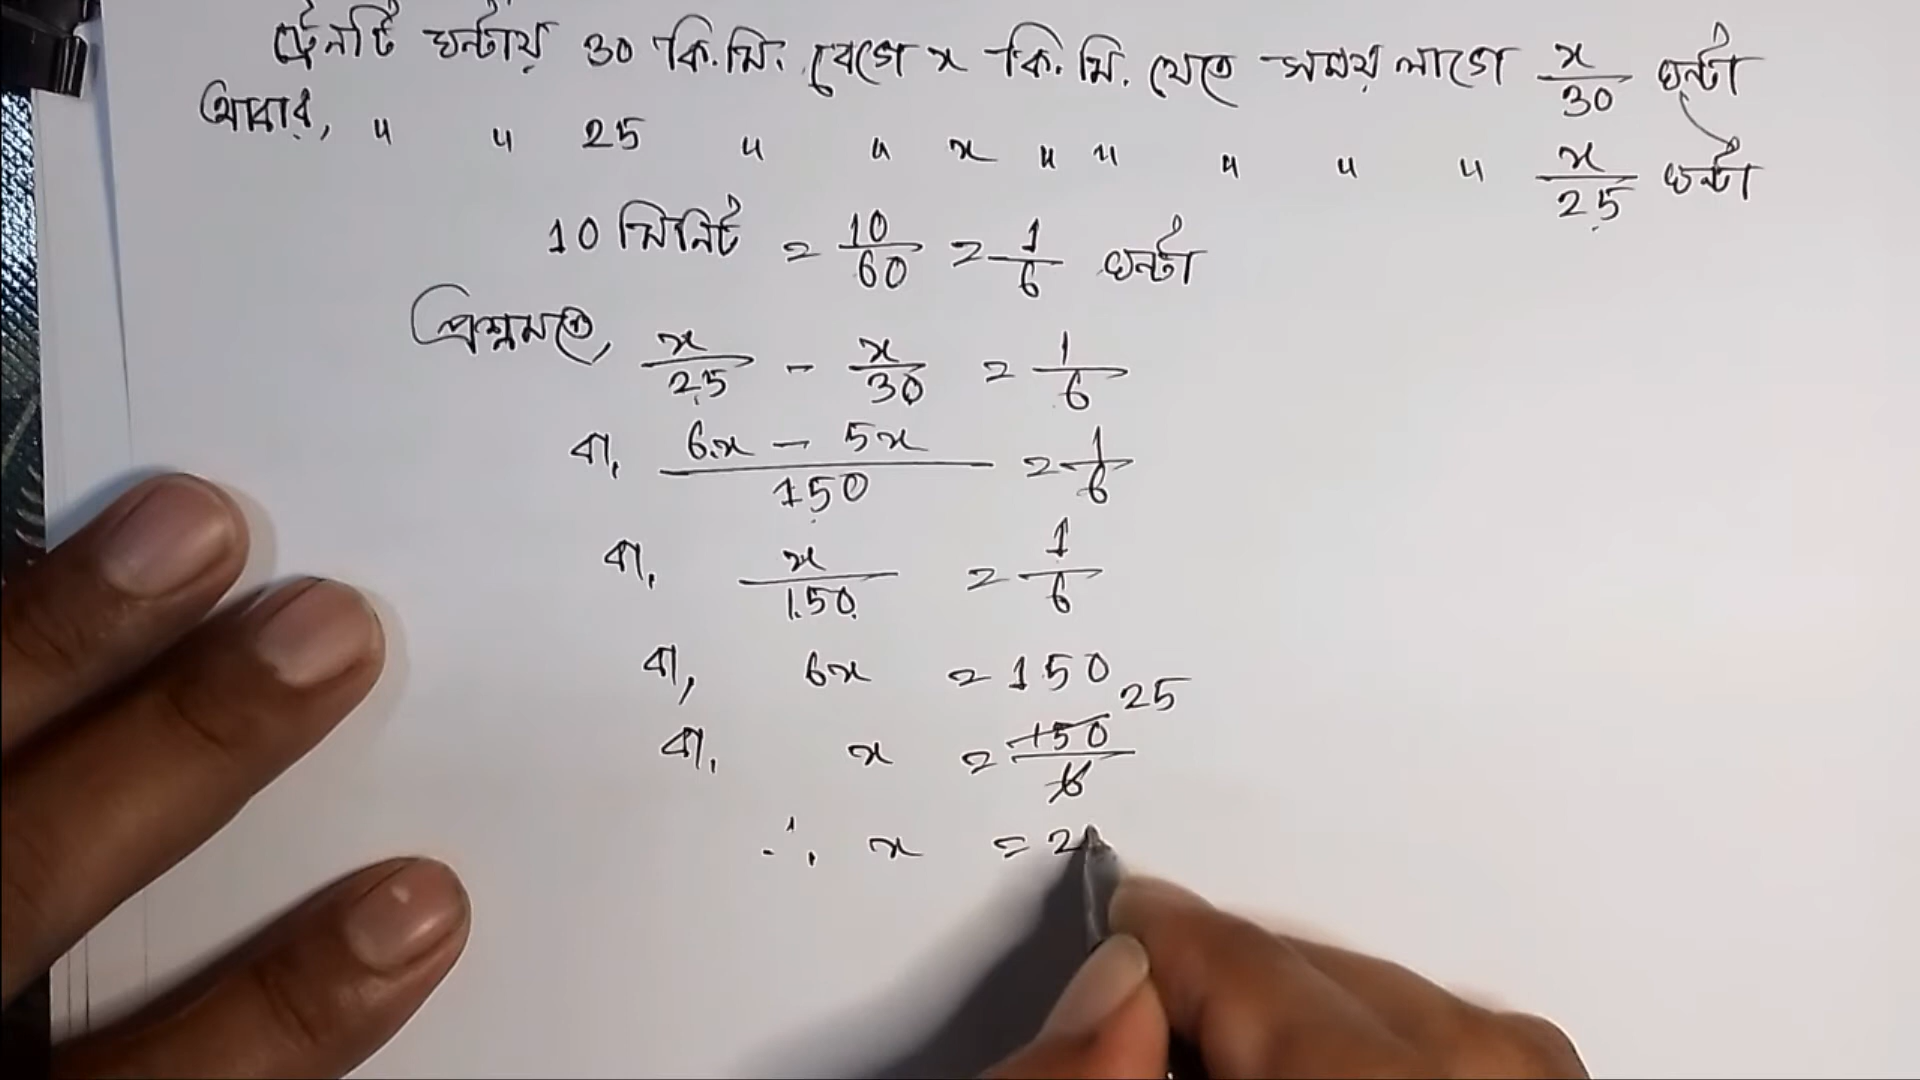 ট্রেনটি ঘন্টায় 30 কি.মি. বেগে x কি.মি. যেতে সময় লাগে x/30 ঘন্টা
আবার, " " 25 " " x " " " " " x/25 ঘন্টা
10 মিনিট = 10/60 = 1/6 ঘন্টা
প্রশ্নমতে, x/25 - x/30 = 1/6
বা, 6x - 5x/150 = 1/6
বা, x/150 = 1/6
বা, 6x = 150
বা, x = 150/6 25
∴ x = 2